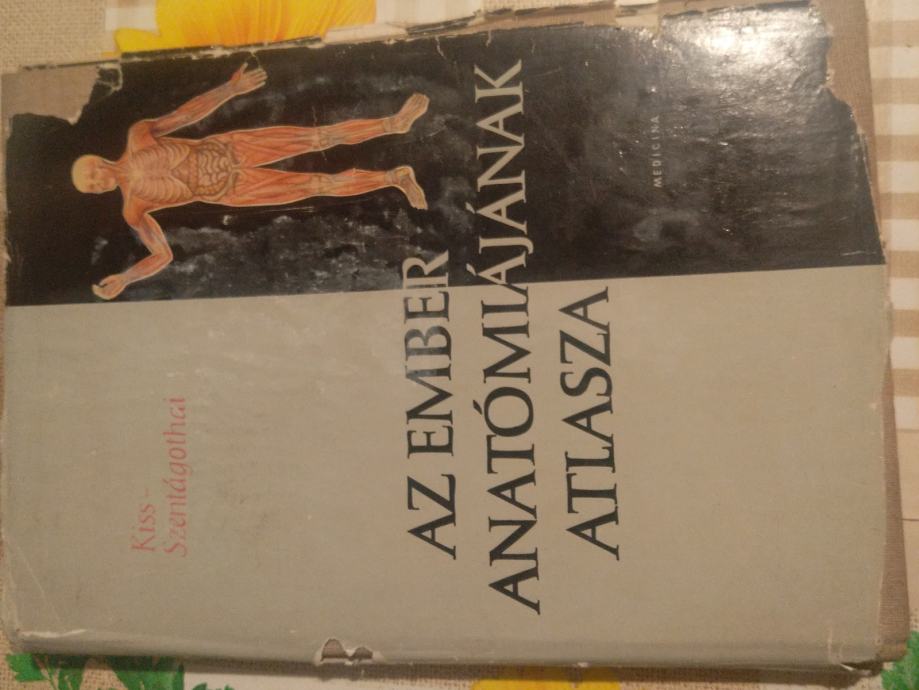 Kiss-
Szentágothai
AZ EMBER
ANATÓMIÁJÁNAK
ATLASZA
MEDICINA